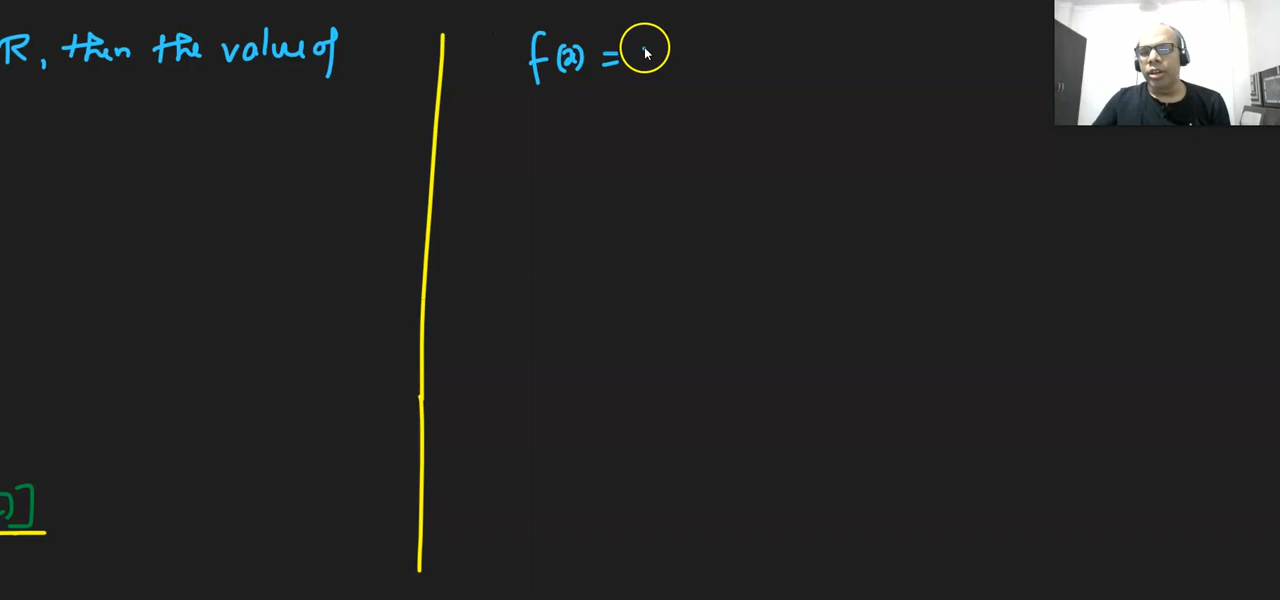 R, then the value of
f(x) =
)]